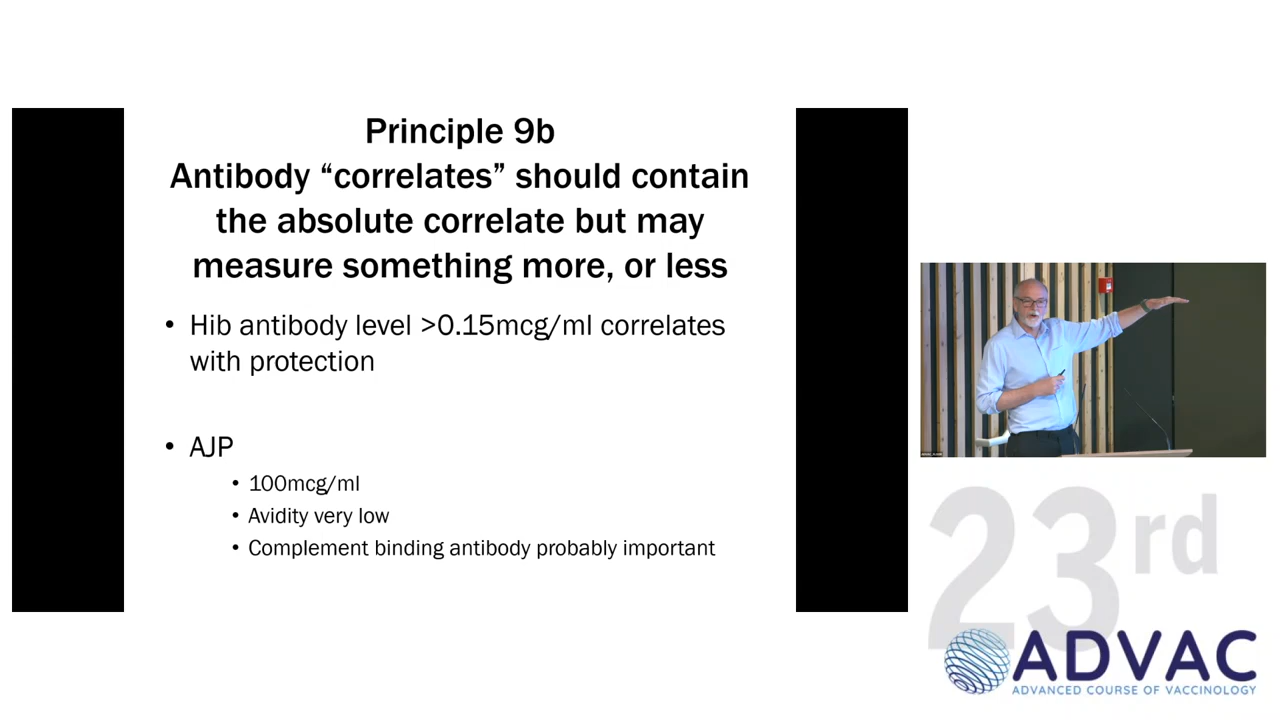 Principle 9b
Antibody “correlates” should contain
the absolute correlate but may
measure something more, or less
• Hib antibody level >0.15mcg/ml correlates
with protection
• AJP
• 100mcg/ml
• Avidity very low
• Complement binding antibody probably important
23rd
ADVAC
ADVANCED COURSE OF VACCINOLOGY